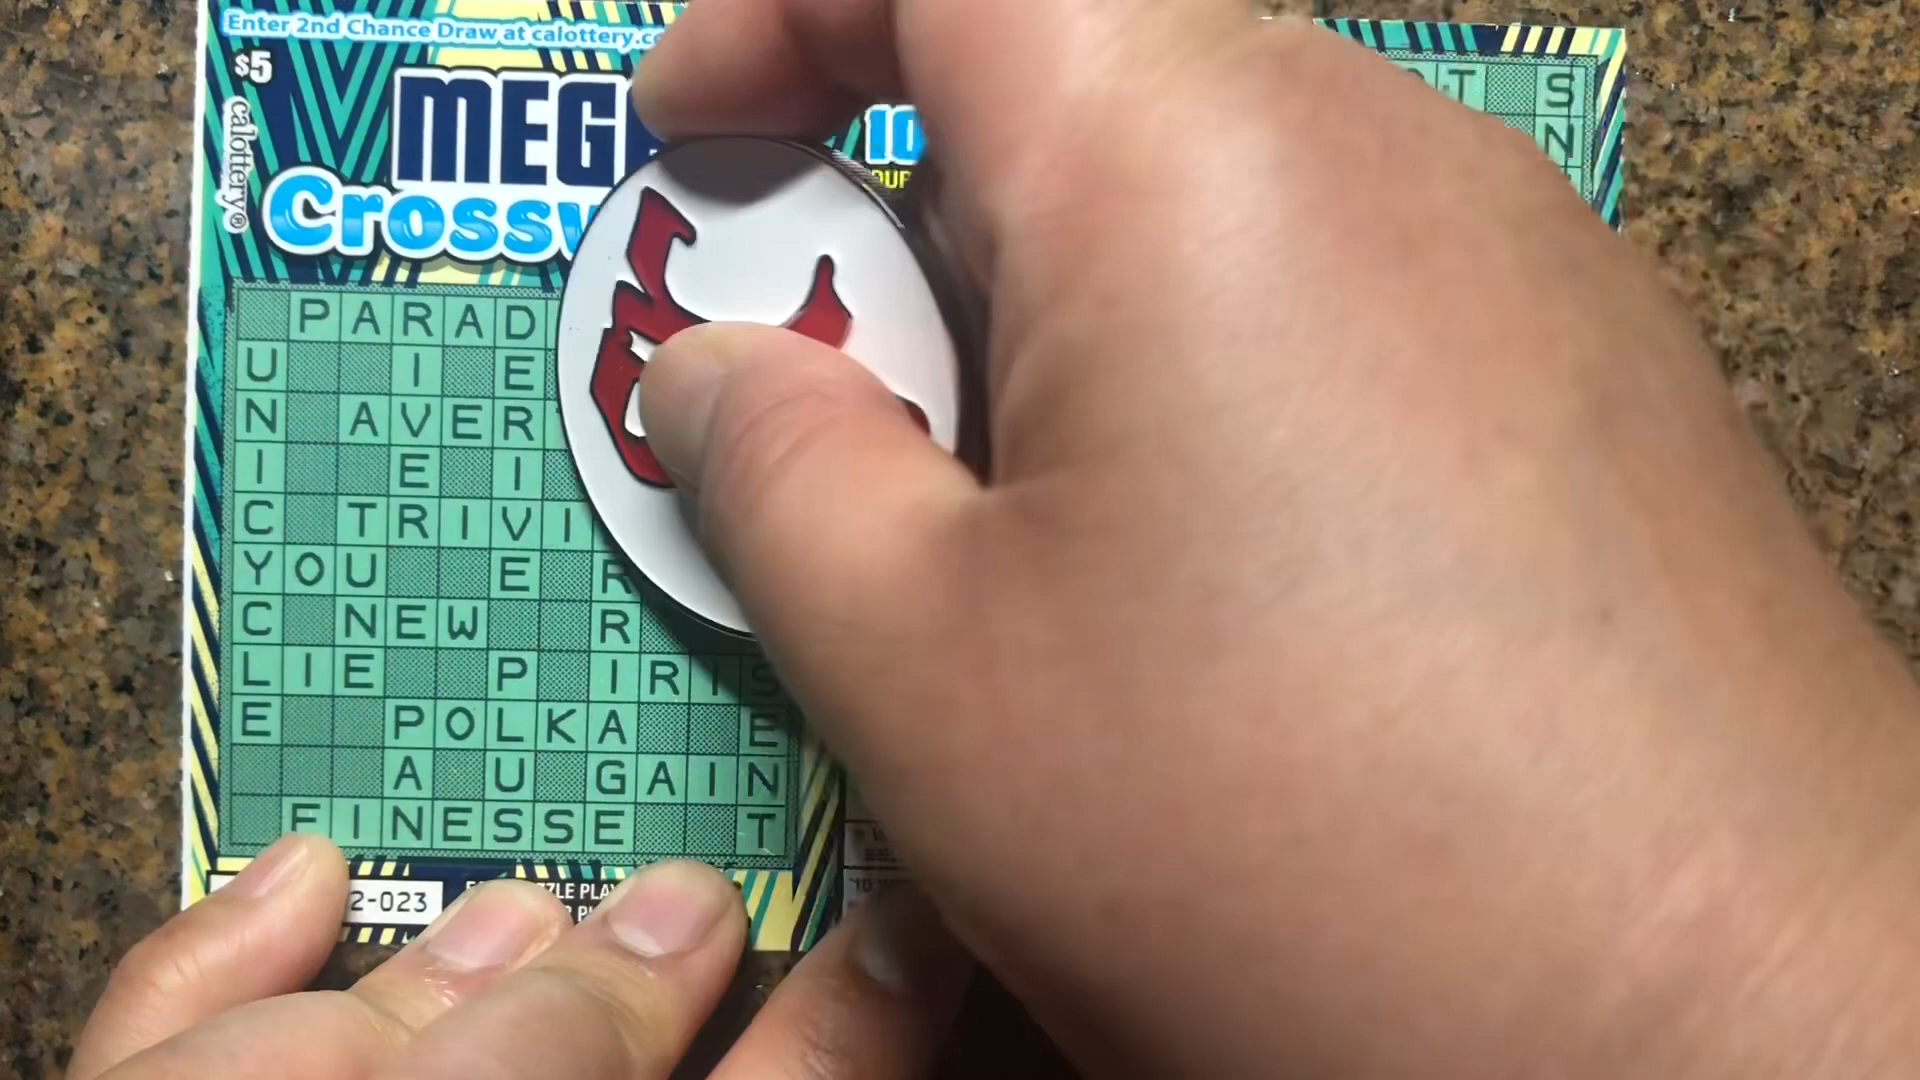 Enter 2nd Chance Draw at calottery.c
$5
calottery®
MEG
Cross
10
PARAD
U I E
N AVER
I E I
C TRIVI
YOU E R
C NEW R
LIE P IRIS
E POLKA E
A U GAIN
FINESSE T
2-023
T S
N